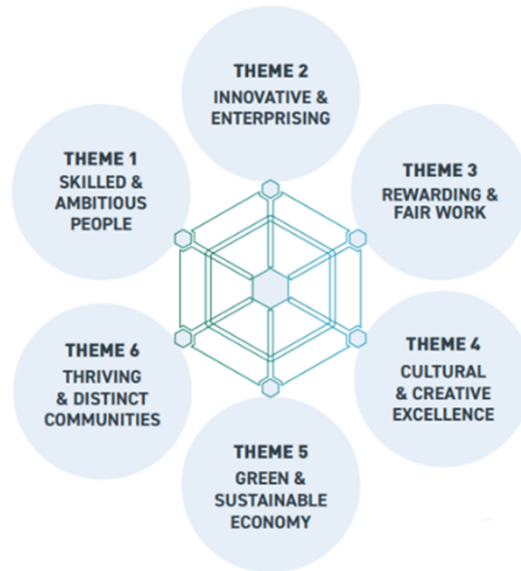 THEME 1
SKILLED &
AMBITIOUS
PEOPLE
THEME 2
INNOVATIVE &
ENTERPRISING
THEME 3
REWARDING &
FAIR WORK
THEME 4
CULTURAL
& CREATIVE
EXCELLENCE
THEME 5
GREEN &
SUSTAINABLE
ECONOMY
THEME 6
THRIVING
& DISTINCT
COMMUNITIES